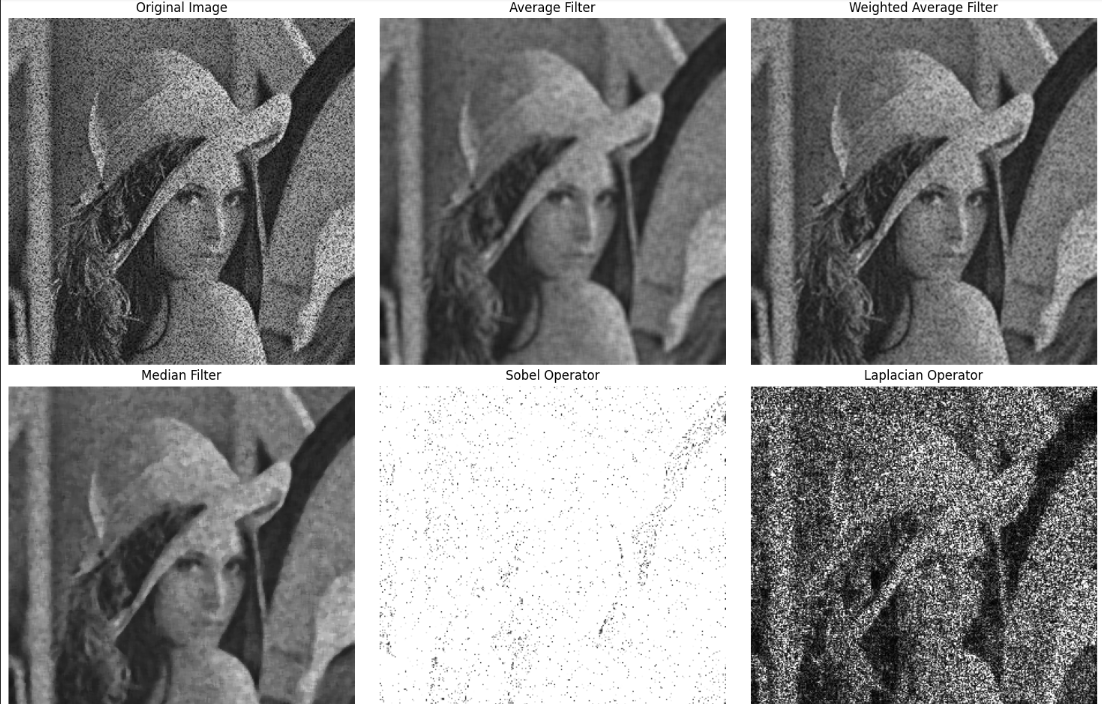 Original Image
Average Filter
Weighted Average Filter
Median Filter
Sobel Operator
Laplacian Operator